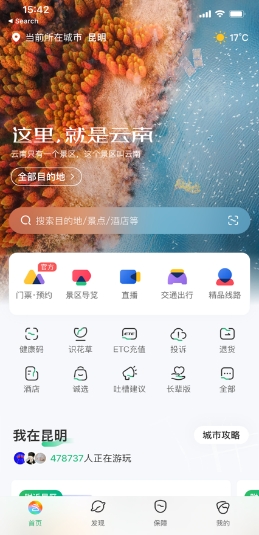 15:42
Search
当前所在城市 昆明
17°C
这里，就是云南
云南只有一个景区，这个景区叫云南
全部目的地
搜索目的地/景点/酒店等
官方
门票·预约 景区导览 直播 交通出行 精品线路
ETC
健康码 识花草 ETC充值 投诉 退货
酒店 诚选 吐槽建议 长辈版 全部
我在昆明
城市攻略
478737人正在游玩
首页 发现 保障 我的